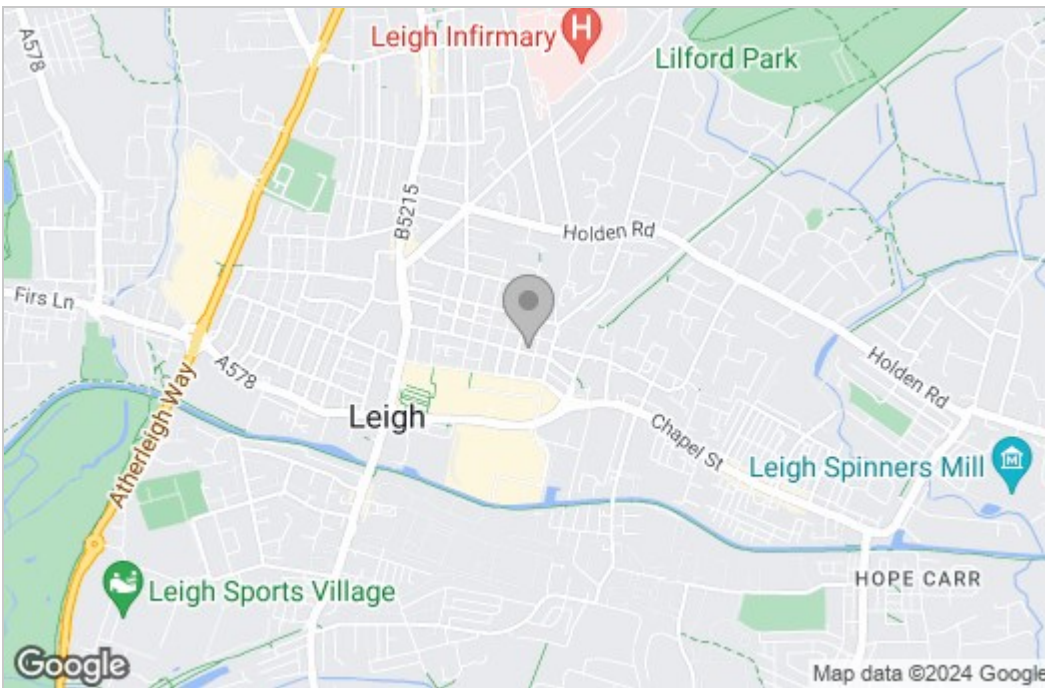 A578
Leigh Infirmary
H
Lilford Park
B5215
Holden Rd
Firs Ln
A578
Holden Rd
Atherleigh Way
Leigh
Chapel St
Leigh Spinners Mill
M
Leigh Sports Village
HOPE CARR
Google
Map data ©2024 Google